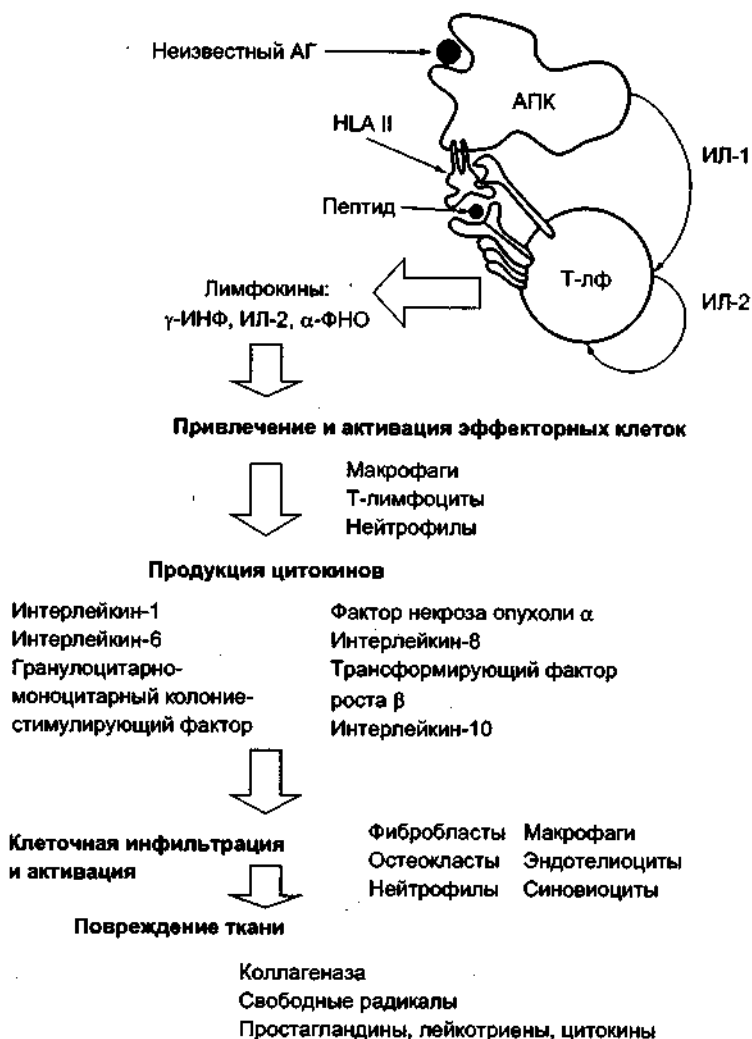 Неизвестный АГ
АПК
HLA II
ИЛ-1
Пептид
Т-лф
ИЛ-2
Лимфокины:
γ-ИНФ, ИЛ-2, α-ФНО
Привлечение и активация эффекторных клеток
Макрофаги
Т-лимфоциты
Нейтрофилы
Продукция цитокинов
Интерлейкин-1
Интерлейкин-6
Гранулоцитарно-
моноцитарный колоние-
стимулирующий фактор
Фактор некроза опухоли α
Интерлейкин-8
Трансформирующий фактор
роста β
Интерлейкин-10
Клеточная инфильтрация
и активация
Фибробласты Макрофаги
Остеокласты Эндотелиоциты
Нейтрофилы Синовиоциты
Повреждение ткани
Коллагеназа
Свободные радикалы
Простагландины, лейкотриены, цитокины